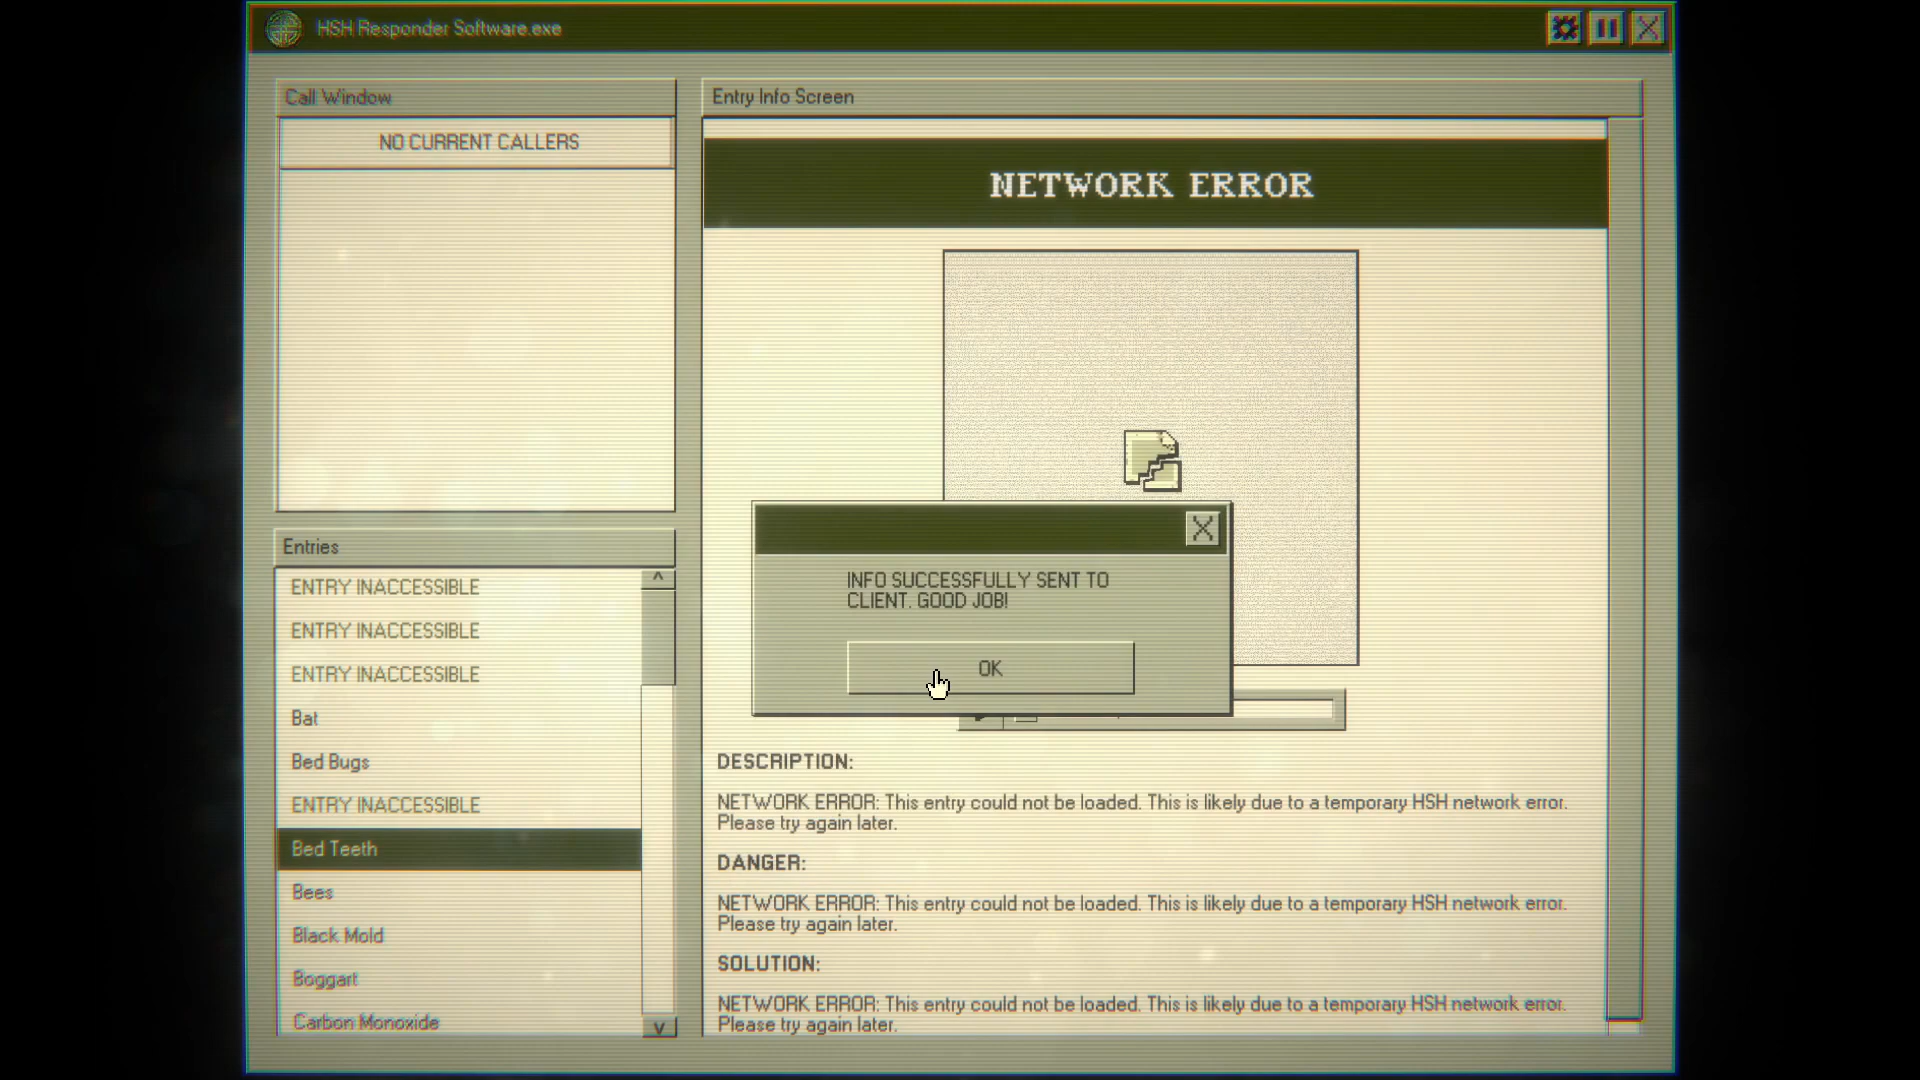 HSH Responder Software.exe
Call Window
NO CURRENT CALLERS
Entries
ENTRY INACCESSIBLE
ENTRY INACCESSIBLE
ENTRY INACCESSIBLE
Bat
Bed Bugs
ENTRY INACCESSIBLE
Bed Teeth
Bees
Black Mold
Boggart
Carbon Monoxide
Entry Info Screen
NETWORK ERROR
INFO SUCCESSFULLY SENT TO
CLIENT. GOOD JOB!
OK
DESCRIPTION:
NETWORK ERROR: This entry could not be loaded. This is likely due to a temporary HSH network error.
Please try again later.
DANGER:
NETWORK ERROR: This entry could not be loaded. This is likely due to a temporary HSH network error.
Please try again later.
SOLUTION:
NETWORK ERROR: This entry could not be loaded. This is likely due to a temporary HSH network error.
Please try again later.